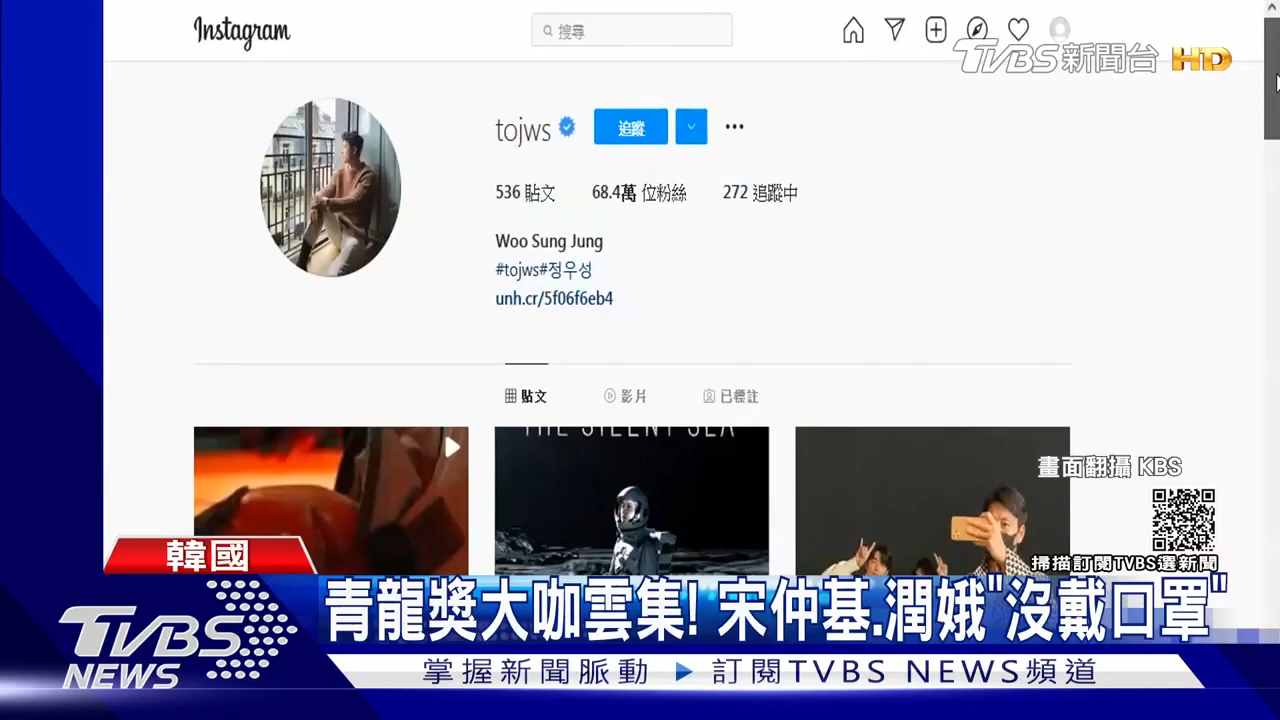 Instagram
搜尋
TVBS新聞台 HD
tojws 追蹤
536 貼文 68.4萬 位粉絲 272 追蹤中
Woo Sung Jung
#tojws#정우성
unh.cr/5f06f6eb4
貼文 影片 已標註
THE SILENT SEA
畫面翻攝 KBS
掃描訂閱TVBS選新聞
韓國
青龍獎大咖雲集! 宋仲基.潤娥"沒戴口罩"
TVBS NEWS
掌握新聞脈動 ▶ 訂閱TVBS NEWS頻道